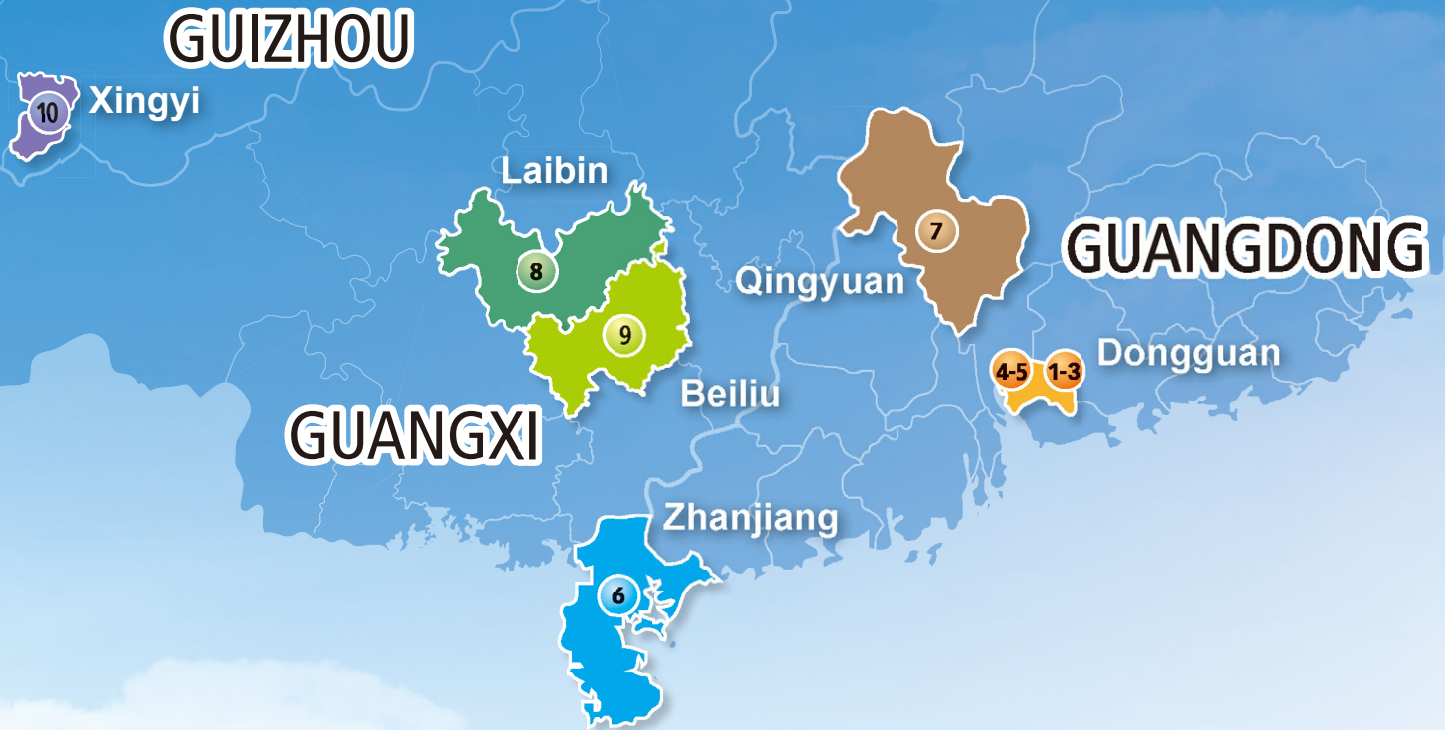 GUIZHOU
10
Xingyi
Laibin
8
9
Beiliu
GUANGXI
7
Qingyuan
GUANGDONG
4-5
1-3
Dongguan
Zhanjiang
6